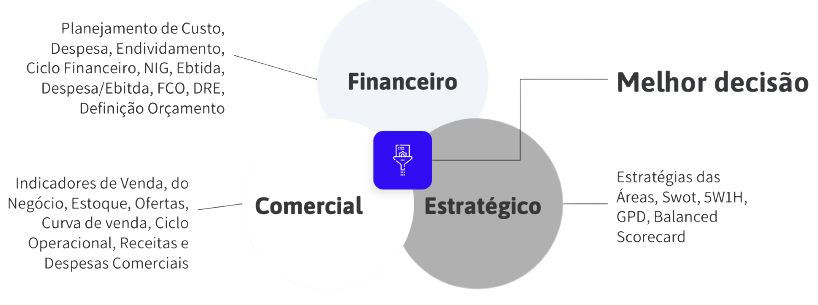 Planejamento de Custo,
Despesa, Endividamento,
Ciclo Financeiro, NIG, Ebtida,
Despesa/Ebitda, FCO, DRE,
Definição Orçamento
Financeiro
Melhor decisão
Indicadores de Venda, do
Negócio, Estoque, Ofertas,
Curva de venda, Ciclo
Operacional, Receitas e
Despesas Comerciais
Comercial
Estratégico
Estratégias das
Áreas, Swot, 5W1H,
GPD, Balanced
Scorecard